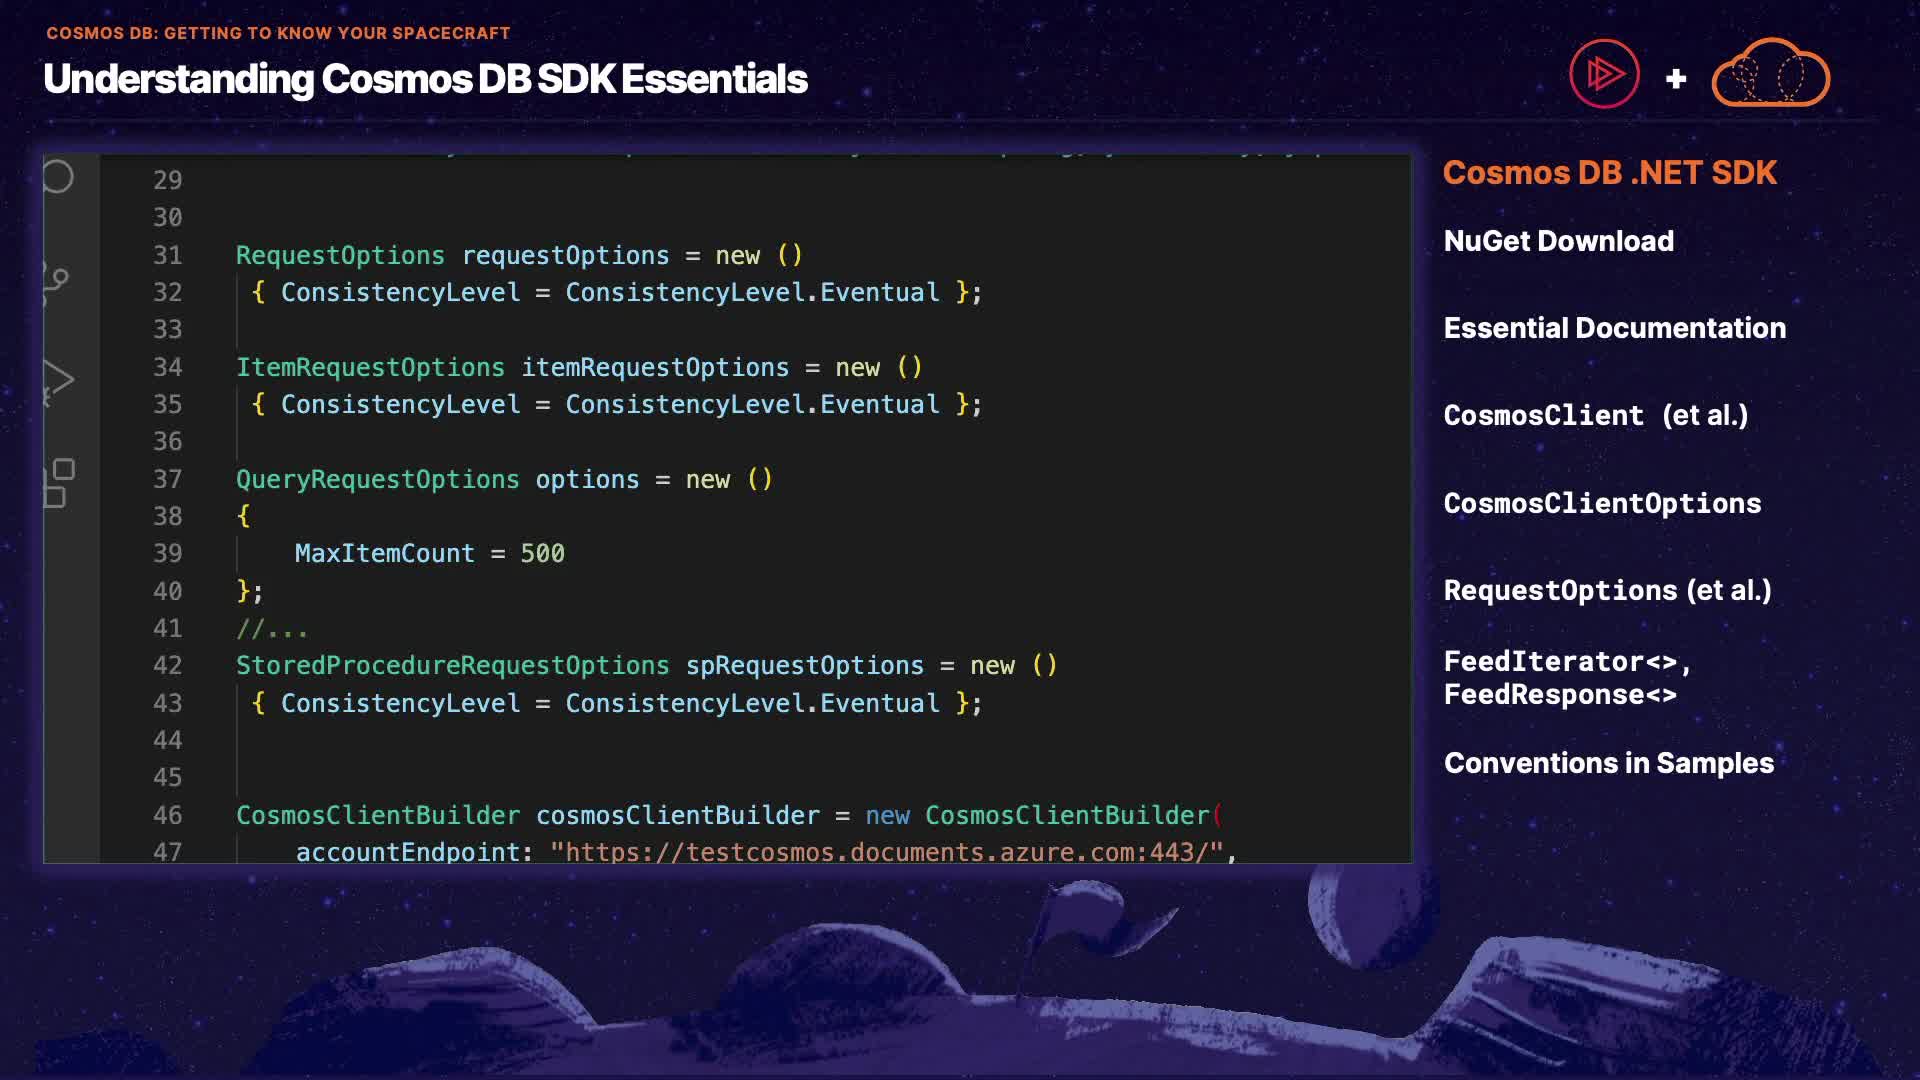 COSMOS DB: GETTING TO KNOW YOUR SPACECRAFT
Understanding Cosmos DB SDK Essentials
+
29
30
31 RequestOptions requestOptions = new ()
32 { ConsistencyLevel = ConsistencyLevel.Eventual };
33
34 ItemRequestOptions itemRequestOptions = new ()
35 { ConsistencyLevel = ConsistencyLevel.Eventual };
36
37 QueryRequestOptions options = new ()
38 {
39 MaxItemCount = 500
40 };
41 //...
42 StoredProcedureRequestOptions spRequestOptions = new ()
43 { ConsistencyLevel = ConsistencyLevel.Eventual };
44
45
46 CosmosClientBuilder cosmosClientBuilder = new CosmosClientBuilder(
47 accountEndpoint: "https://testcosmos.documents.azure.com:443/",
Cosmos DB .NET SDK
NuGet Download
Essential Documentation
CosmosClient (et al.)
CosmosClientOptions
RequestOptions (et al.)
FeedIterator<>,
FeedResponse<>
Conventions in Samples